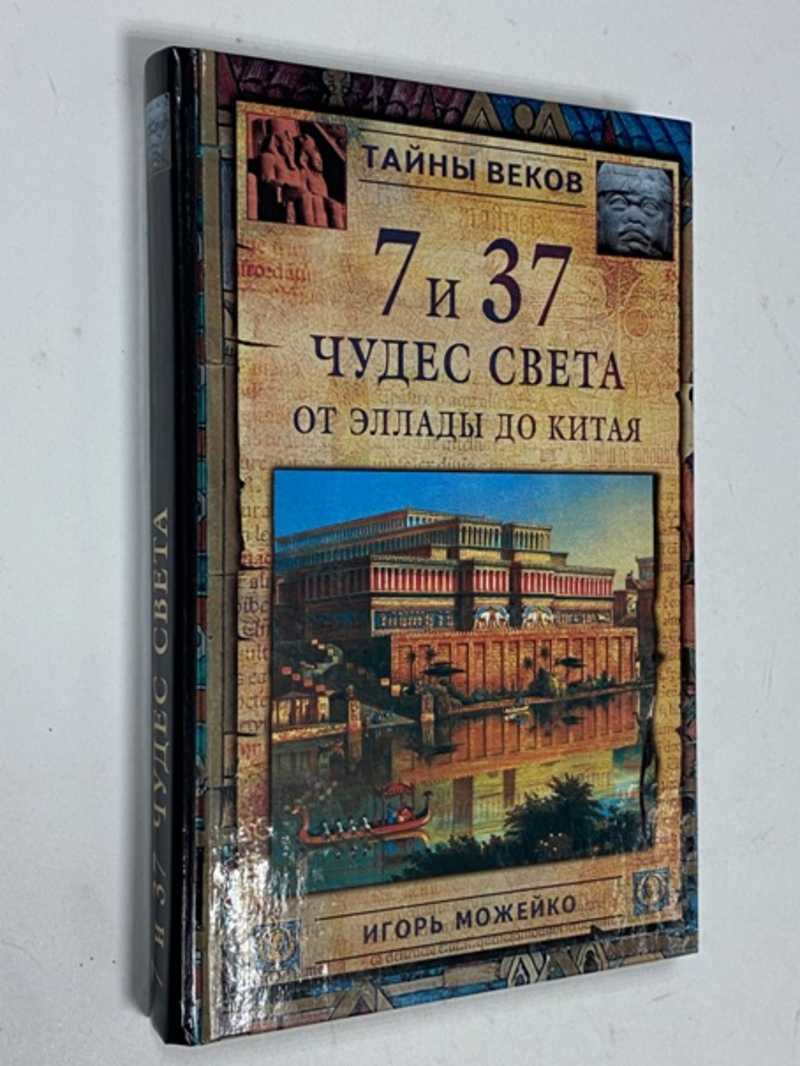 ТАЙНЫ ВЕКОВ
7 и 37
ЧУДЕС СВЕТА
ОТ ЭЛЛАДЫ ДО КИТАЯ
ИГОРЬ МОЖЕЙКО
7 И 37 ЧУДЕС СВЕТА